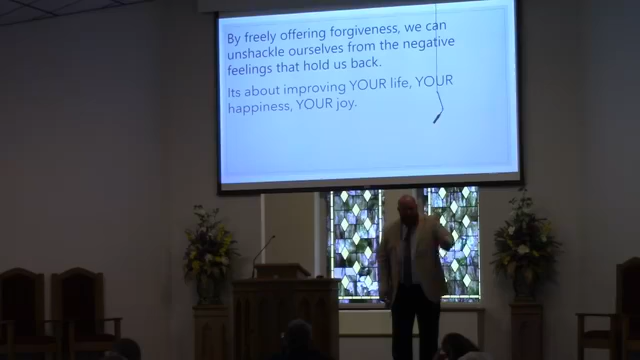 By freely offering forgiveness, we can
unshackle ourselves from the negative
feelings that hold us back.
Its about improving YOUR life, YOUR
happiness, YOUR joy.